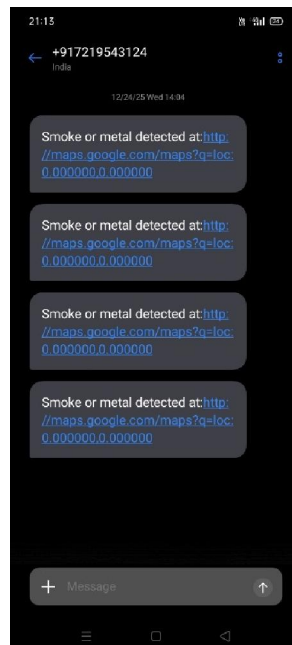 21:13
+917219543124
India
12/24/25 Wed 14:04
Smoke or metal detected at:http:
//maps.google.com/maps?q=loc:
0.000000,0.000000
Smoke or metal detected at:http:
//maps.google.com/maps?q=loc:
0.000000,0.000000
Smoke or metal detected at:http:
//maps.google.com/maps?q=loc:
0.000000,0.000000
Smoke or metal detected at:http:
//maps.google.com/maps?q=loc:
0.000000,0.000000
Message